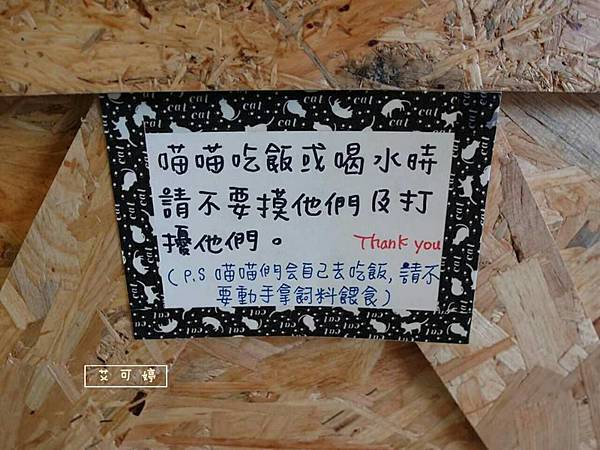 喵喵吃飯或喝水時
請不要摸他們及打
擾他們。 Thank you
(P.S 喵喵們会自己去吃飯,請不
要動手拿飼料餵食)
艾可婷